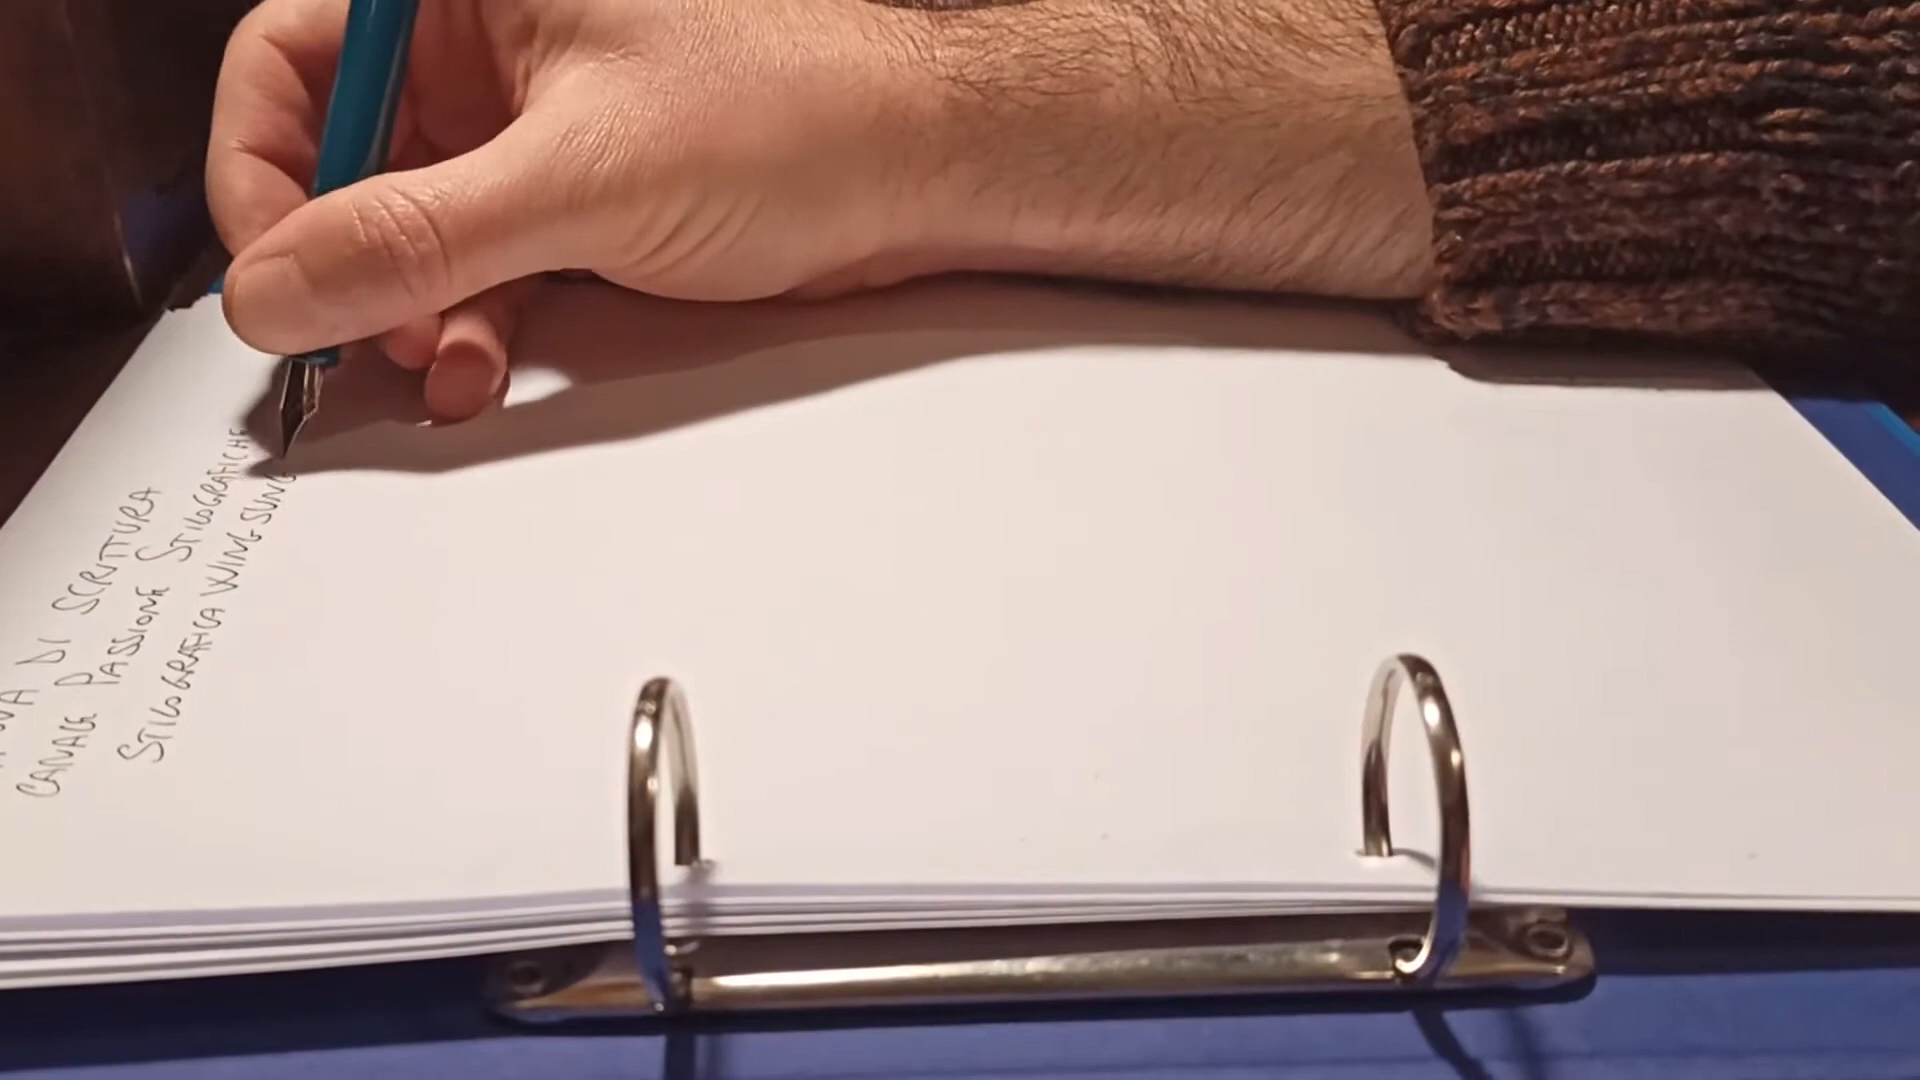 DI SCRITTURA
CANALE PASSIONE STILOGRAFICHE
STILOGRAFICA WING SUNG